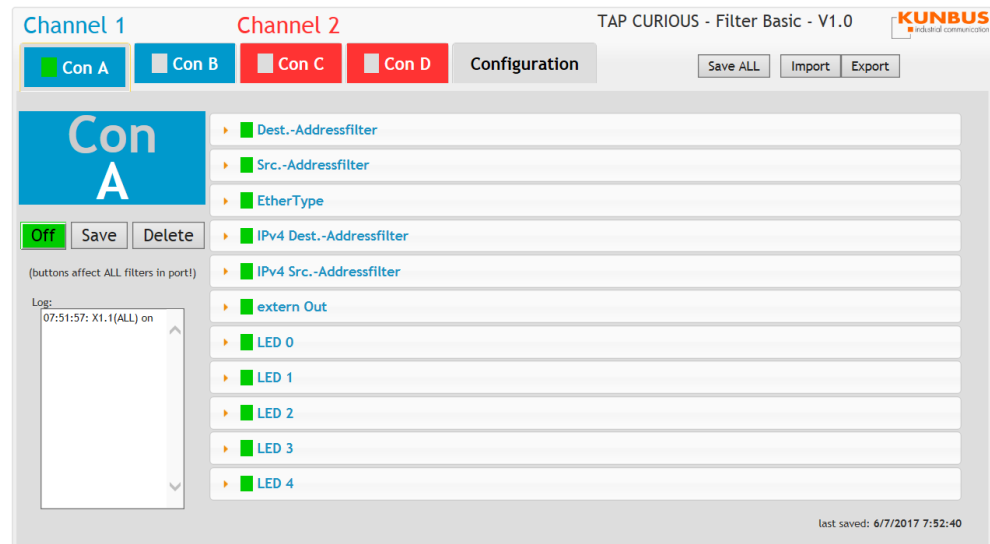 Channel 1
Channel 2
TAP CURIOUS - Filter Basic - V1.0
KUNBUS
industrial communication
Con A
Con B
Con C
Con D
Configuration
Save ALL
Import
Export
Con
A
Off
Save
Delete
(buttons affect ALL filters in port!)
Log:
07:51:57: X1.1(ALL) on
Dest.-Addressfilter
Src.-Addressfilter
EtherType
IPv4 Dest.-Addressfilter
IPv4 Src.-Addressfilter
extern Out
LED 0
LED 1
LED 2
LED 3
LED 4
last saved: 6/7/2017 7:52:40